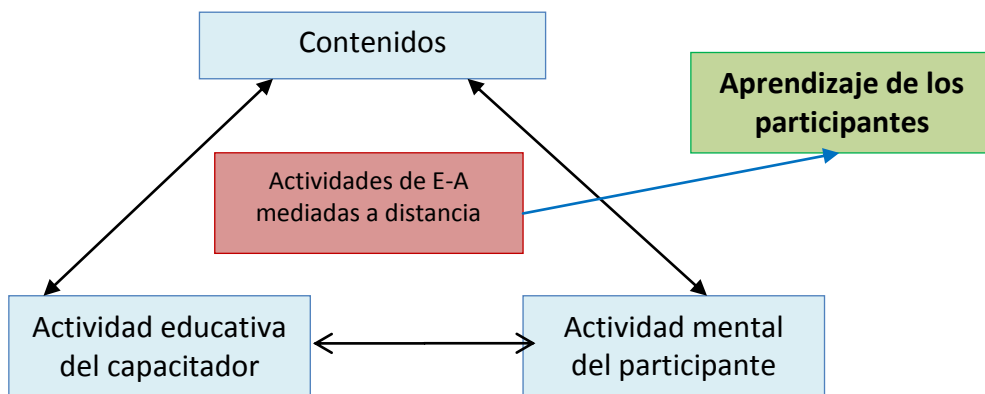 Contenidos
Aprendizaje de los
participantes
Actividades de E-A
mediadas a distancia
Actividad educativa
del capacitador
Actividad mental
del participante